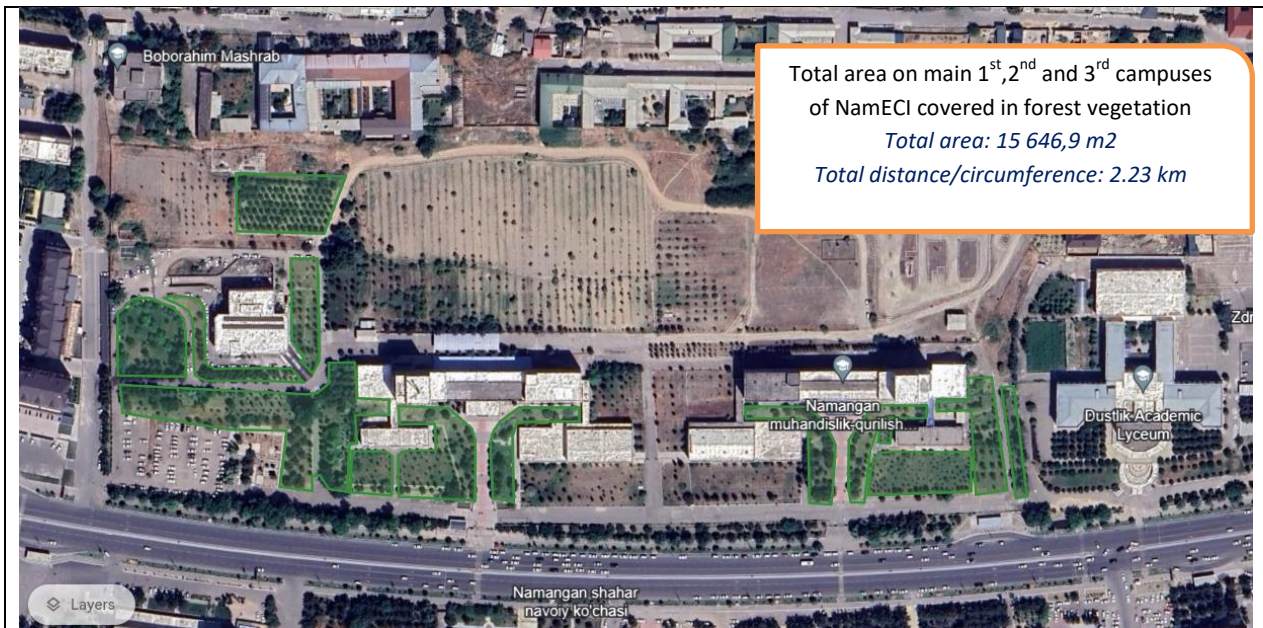 Boborahim Mashrab
Total area on main 1st,2nd and 3rd campuses
of NamECI covered in forest vegetation
Total area: 15 646,9 m2
Total distance/circumference: 2.23 km
Zdr
Namangan
muhandislik-qurilish...
Dustlik Academic
Lyceum
Layers
Namangan shahar
navoiy ko'chasi